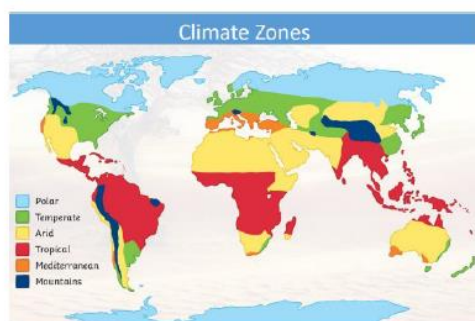 Climate Zones
Polar
Temperate
Arid
Tropical
Mediterranean
Mountains